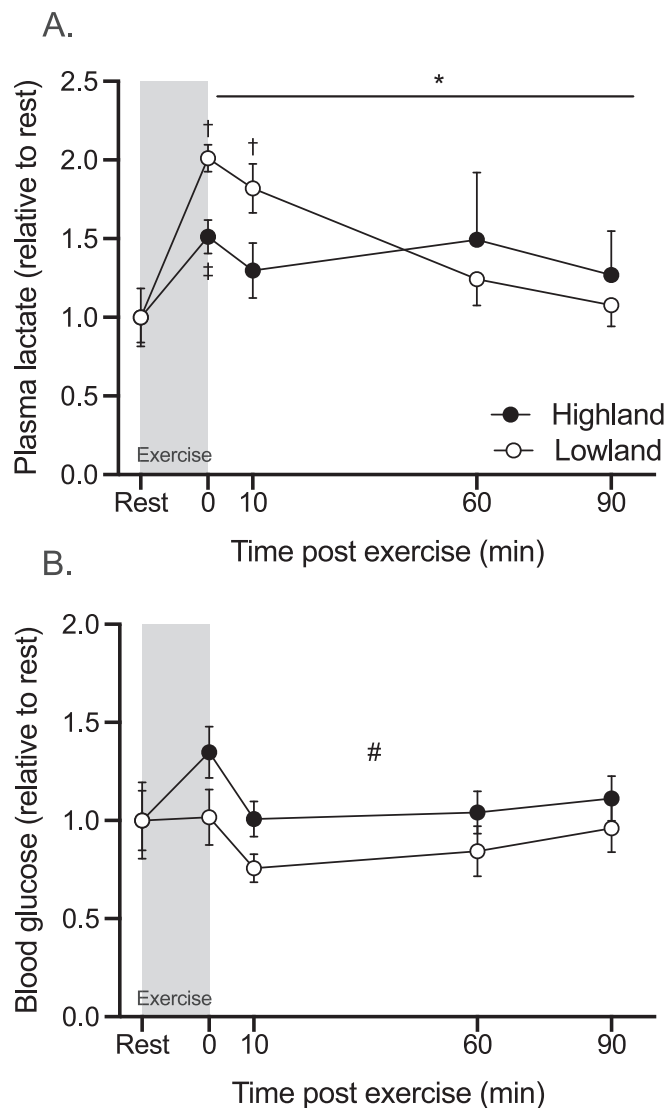 A.
Plasma lactate (relative to rest)
2.5
2.0
1.5
1.0
0.5
0.0
*
†
†
‡
Exercise
Highland
Lowland
Rest 0 10 60 90
Time post exercise (min)
B.
Blood glucose (relative to rest)
2.0
1.5
1.0
0.5
0.0
#
Exercise
Rest 0 10 60 90
Time post exercise (min)